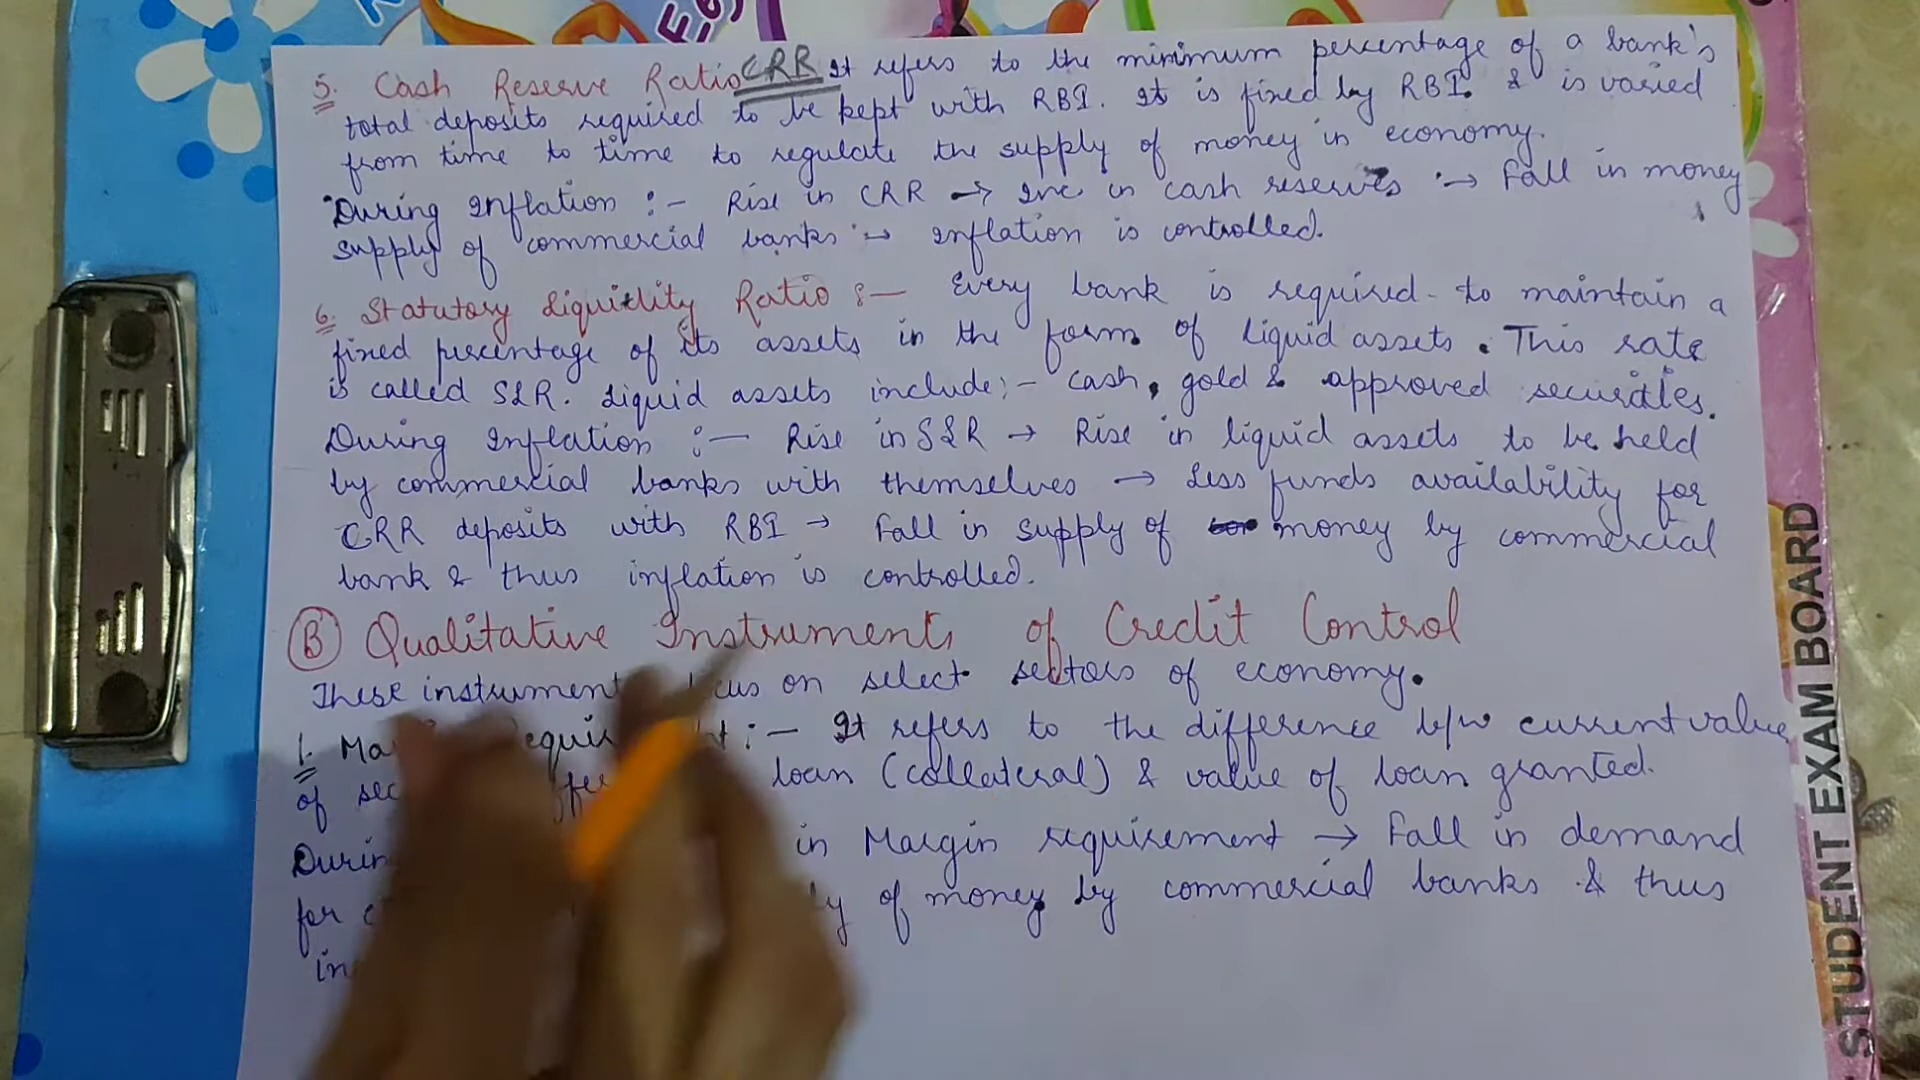 5. Cash Reserve Ratio CRR It refers to the minimum percentage of a bank's
total deposits required to be kept with RBI. It is fixed by RBI. & is varied
from time to time to regulate the supply of money in economy.
During Inflation :- Rise in CRR → Inc in cash reserves → Fall in money
supply of commercial banks → Inflation is controlled.
6. Statutory Liquidity Ratio :- Every bank is required to maintain a
fixed percentage of its assets in the form of liquid assets. This rate
is called SLR. Liquid assets include:- cash, gold & approved securities.
During Inflation :- Rise in SLR → Rise in liquid assets to be held
by commercial banks with themselves → Less funds availability for
CRR deposits with RBI → Fall in supply of money by commercial
bank & thus inflation is controlled.
B Qualitative Instruments of Credit Control
These instrument on select sectors of economy.
1. :- It refers to the difference b/w current value
of loan (collateral) & value of loan granted.
in Margin requirement → Fall in demand
for of money by commercial banks & thus
STUDENT EXAM BOARD
STUDENT